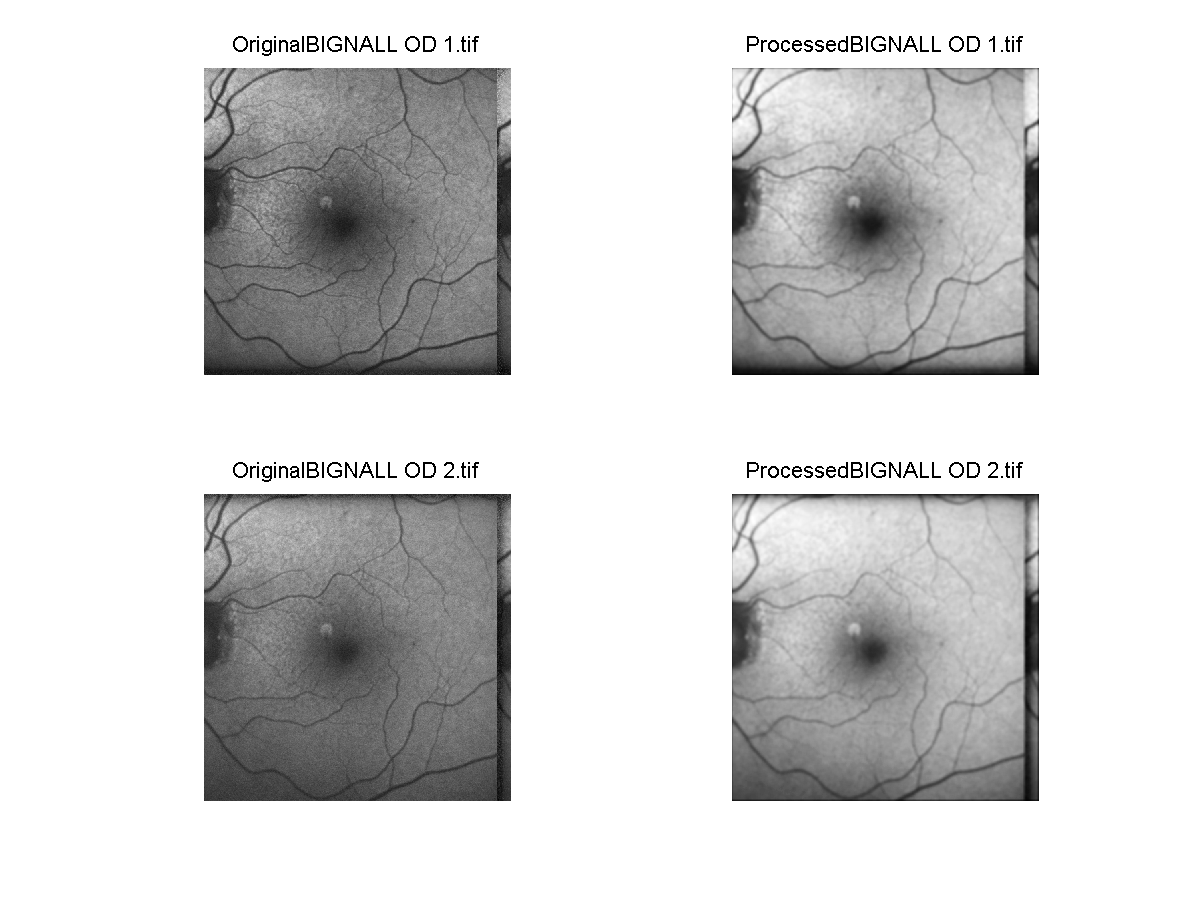 OriginalBIGNALL OD 1.tif
ProcessedBIGNALL OD 1.tif
OriginalBIGNALL OD 2.tif
ProcessedBIGNALL OD 2.tif